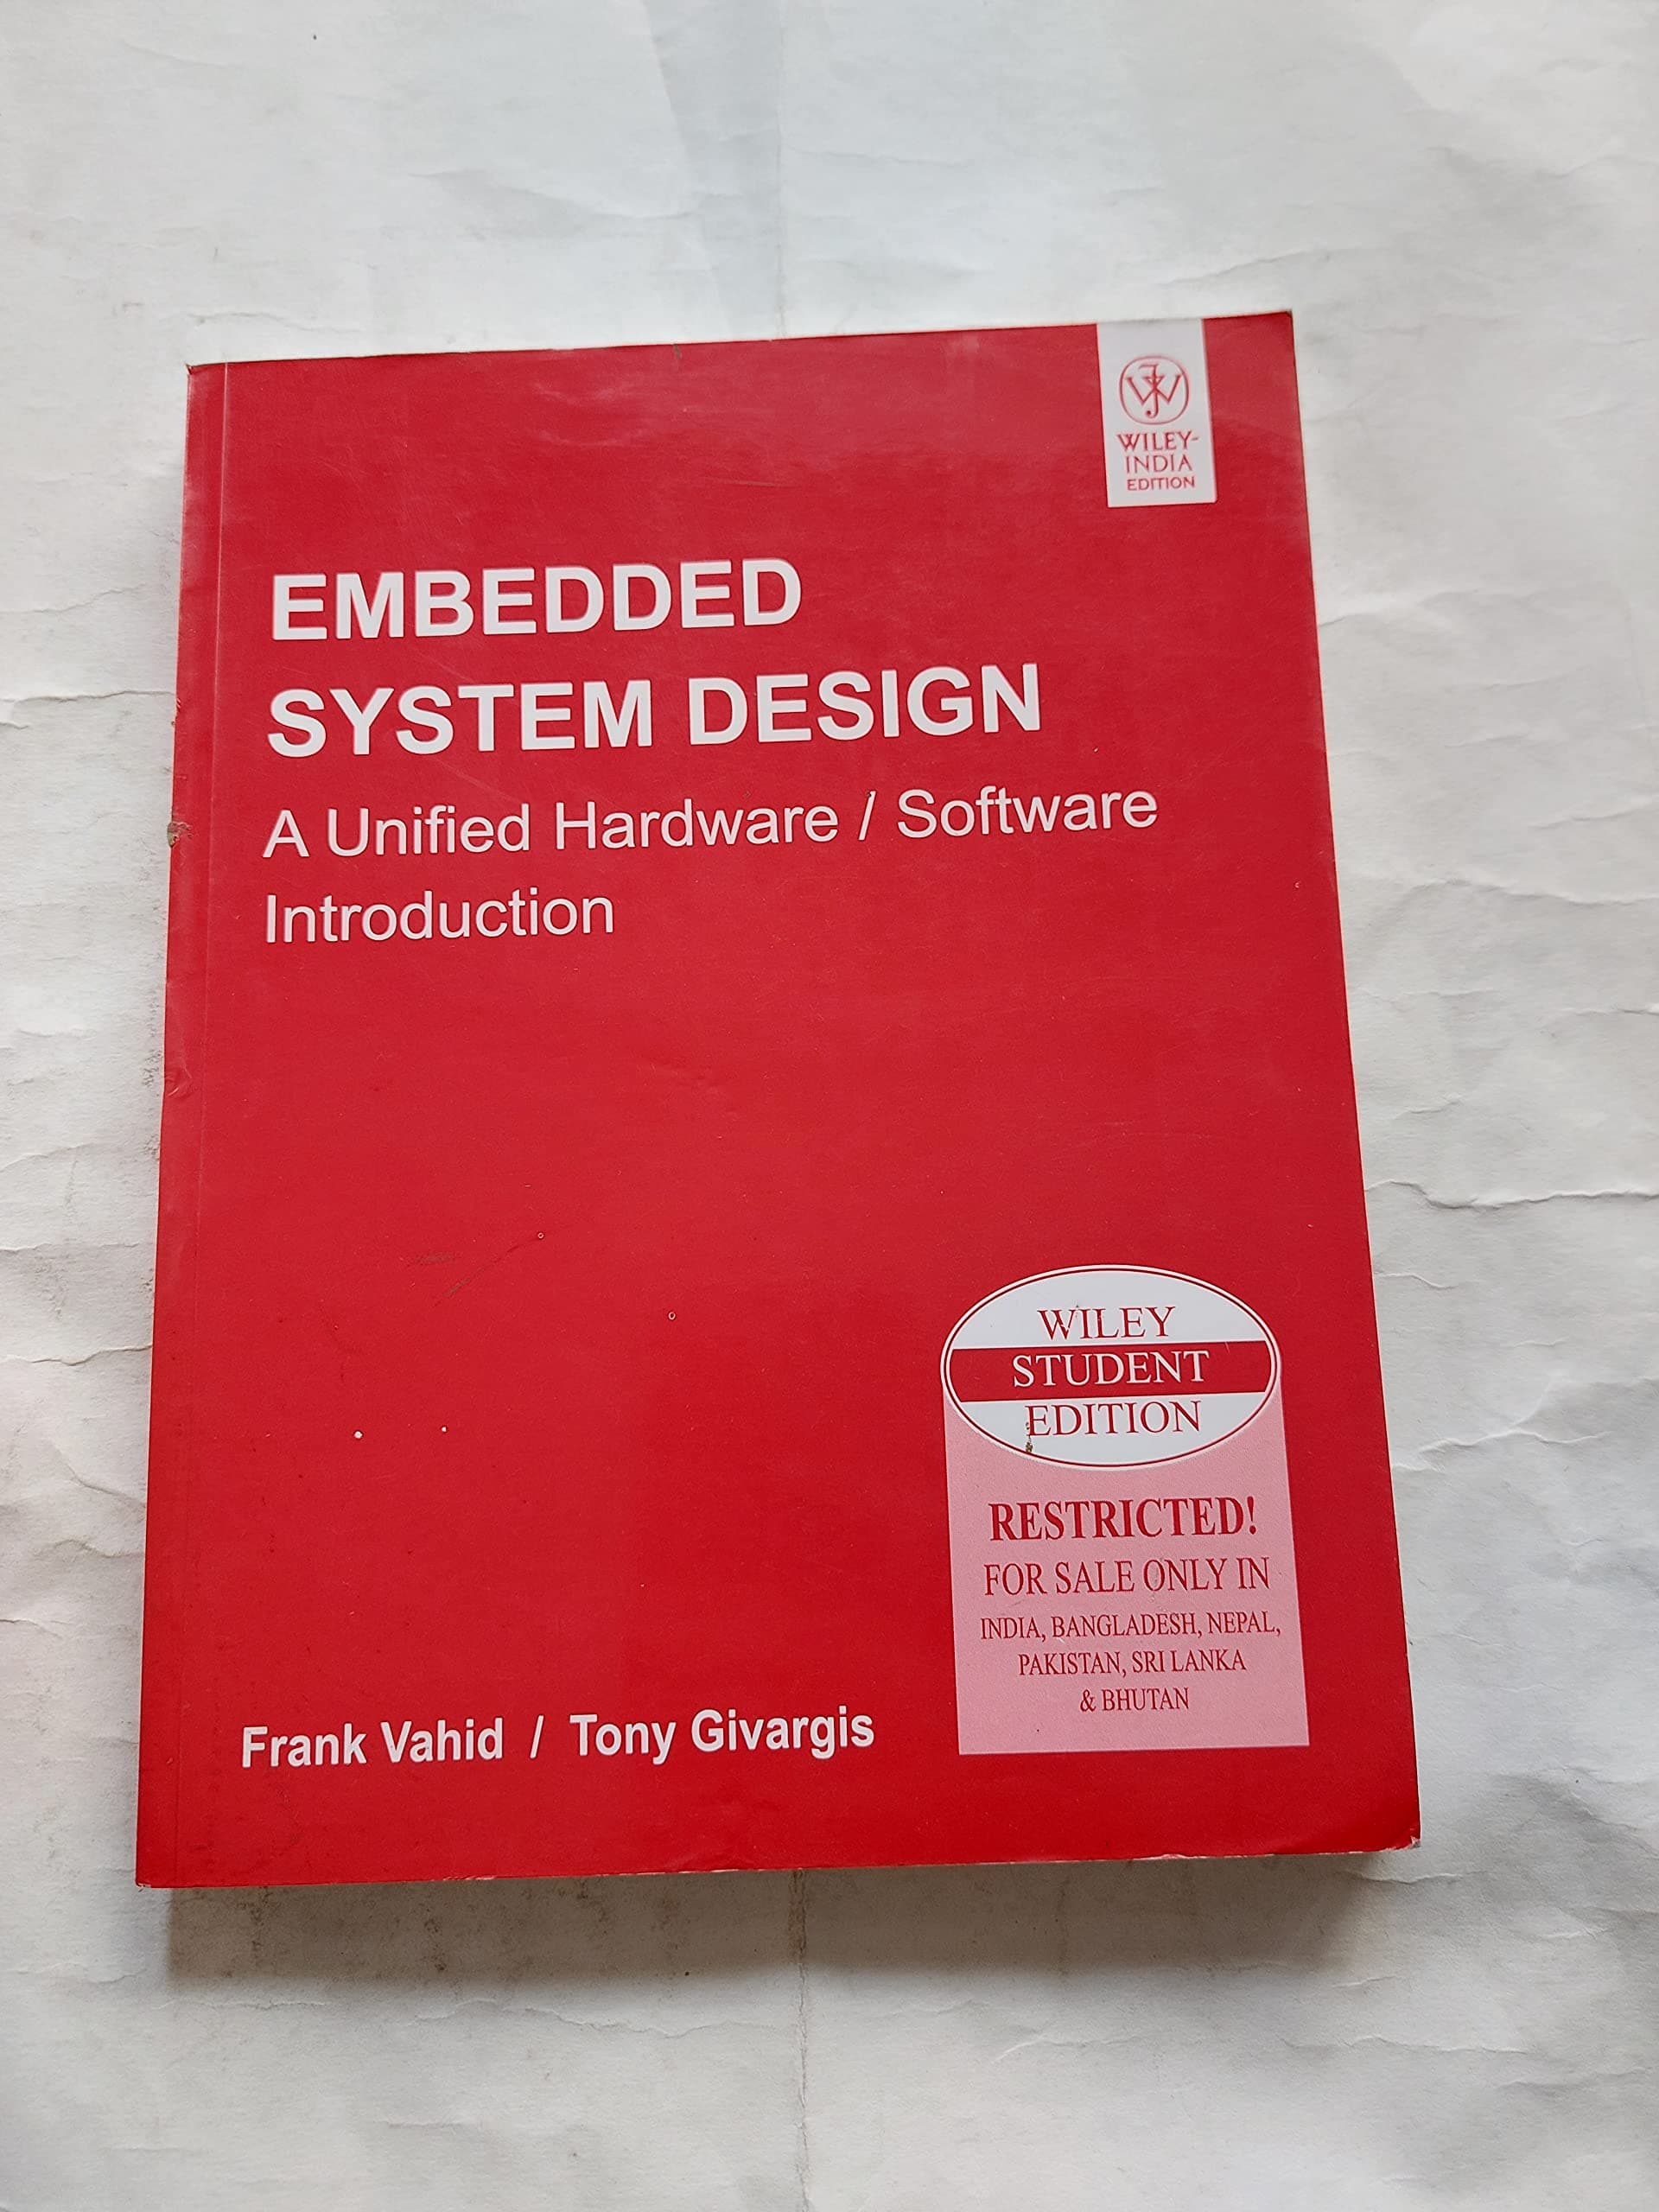 WILEY-
INDIA
EDITION
EMBEDDED
SYSTEM DESIGN
A Unified Hardware / Software
Introduction
WILEY
STUDENT
EDITION
RESTRICTED!
FOR SALE ONLY IN
INDIA, BANGLADESH, NEPAL,
PAKISTAN, SRI LANKA
& BHUTAN
Frank Vahid / Tony Givargis